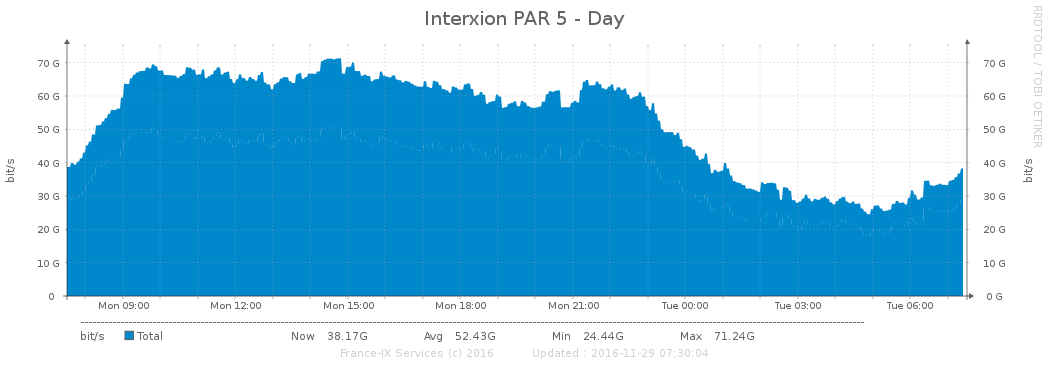 Interxion PAR 5 - Day
RRDTOOL / TOBI OETIKER
bit/s
70 G 70 G
60 G 60 G
50 G 50 G
40 G 40 G
30 G 30 G
20 G 20 G
10 G 10 G
0 0 G
bit/s
Mon 09:00 Mon 12:00 Mon 15:00 Mon 18:00 Mon 21:00 Tue 00:00 Tue 03:00 Tue 06:00
bit/s Total Now 38.17G Avg 52.43G Min 24.44G Max 71.24G
France-IX Services (c) 2016 Updated : 2016-11-29 07:30:04